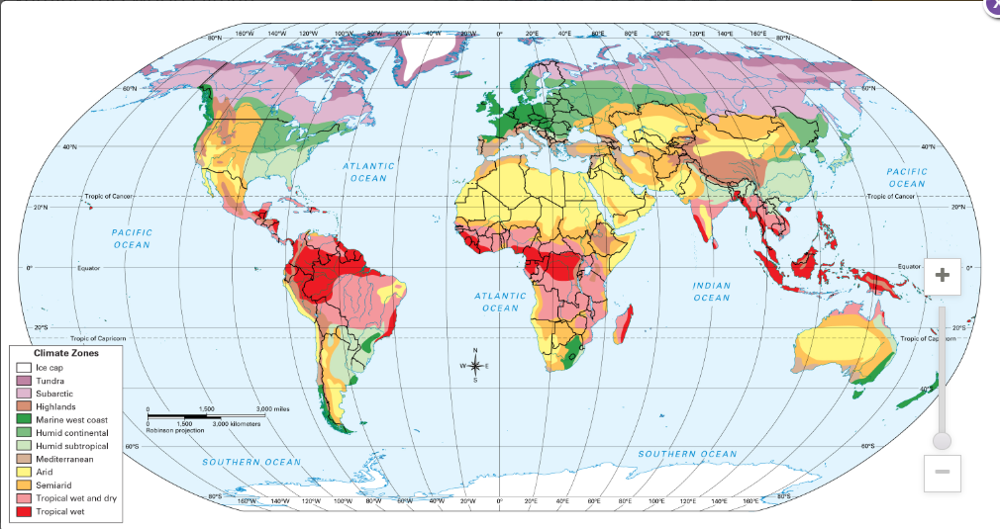 80°N 160°W 140°W 120°W 100°W 80°W 60°W 40°W 20°W 0° 20°E 40°E 60°E 80°E 100°E 120°E 140°E 160°E 80°N
60°N 60°N
40°N 40°N
ATLANTIC
OCEAN
PACIFIC
OCEAN
Tropic of Cancer Tropic of Cancer
20°N 20°N
PACIFIC
OCEAN
0° Equator Equator 0°
INDIAN
OCEAN
ATLANTIC
OCEAN
20°S 20°S
Tropic of Capricorn Tropic of Capricorn
N
W E
S
40°S
Climate Zones
Ice cap
Tundra
Subarctic
Highlands
Marine west coast
Humid continental
Humid subtropical
Mediterranean
Arid
Semiarid
Tropical wet and dry
Tropical wet
0 1,500 3,000 miles
0 1,500 3,000 kilometers
Robinson projection
60°S 60°S
SOUTHERN OCEAN SOUTHERN OCEAN
80°S 80°S
160°W 140°W 120°W 100°W 80°W 60°W 40°W 20°W 0° 20°E 40°E 60°E 80°E 100°E 120°E 140°E 160°E